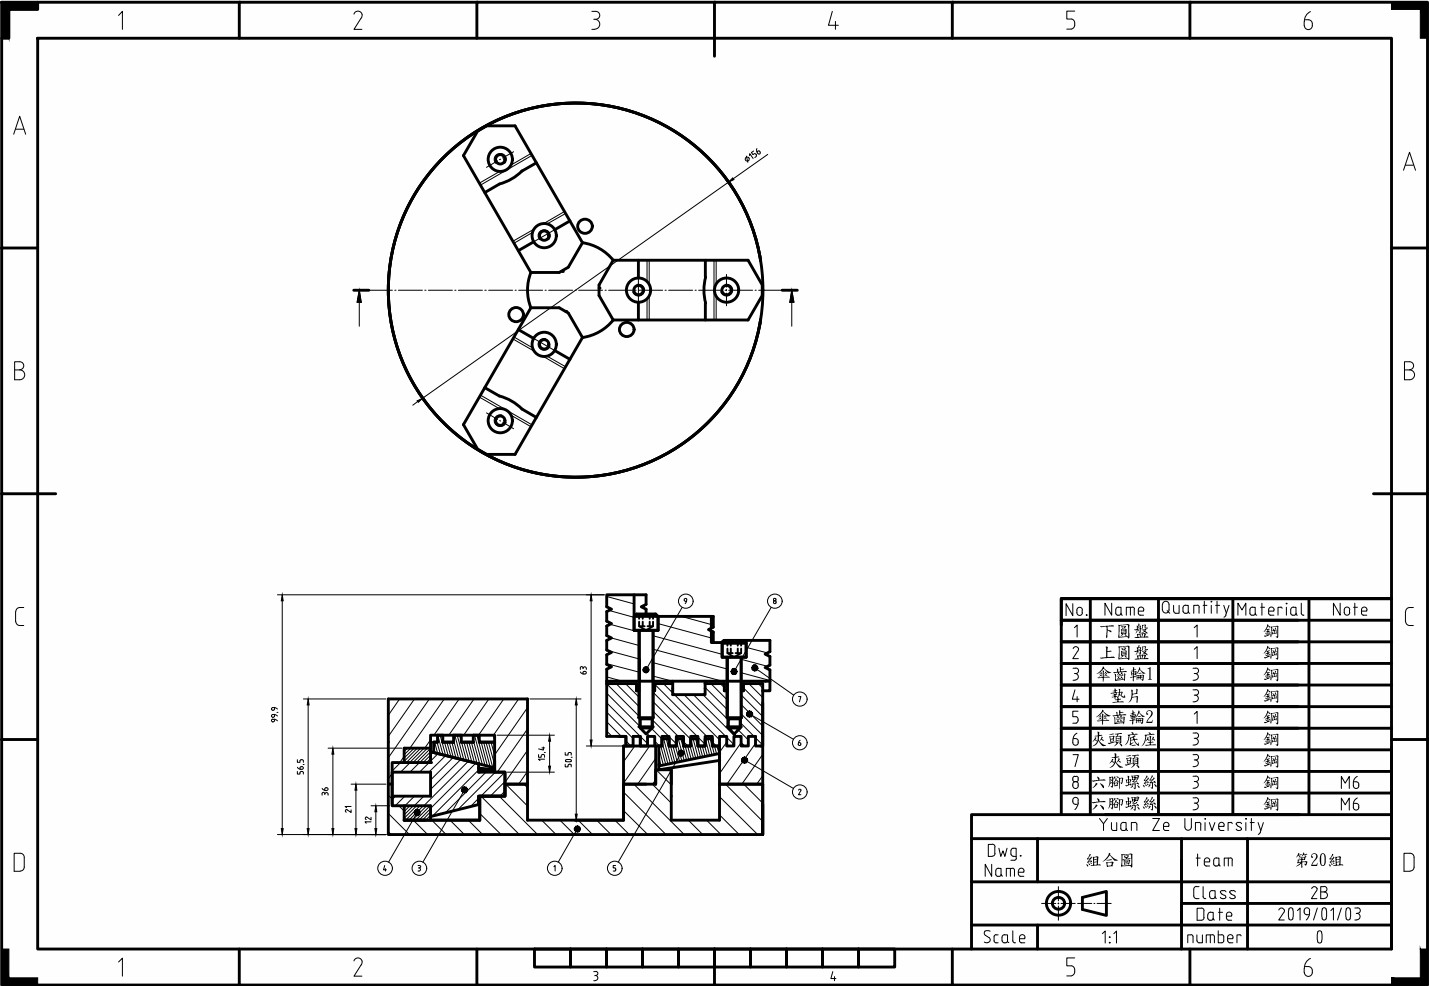 1 2 3 4 5 6
A A
B B
C C
D D
ø156
9
8
7
6
2
99,9
56,5
36
21
12
15,4
50,5
63
4 3 1 5
No. Name Quantity Material Note
1 下圓盤 1 鋼
2 上圓盤 1 鋼
3 傘齒輪1 3 鋼
4 墊片 3 鋼
5 傘齒輪2 1 鋼
6 夾頭底座 3 鋼
7 夾頭 3 鋼
8 六腳螺絲 3 鋼 M6
9 六腳螺絲 3 鋼 M6
Yuan Ze University
Dwg. Name 組合圖 team 第20組
Class 2B
Date 2019/01/03
Scale 1:1 number 0
1 2 3 4 5 6